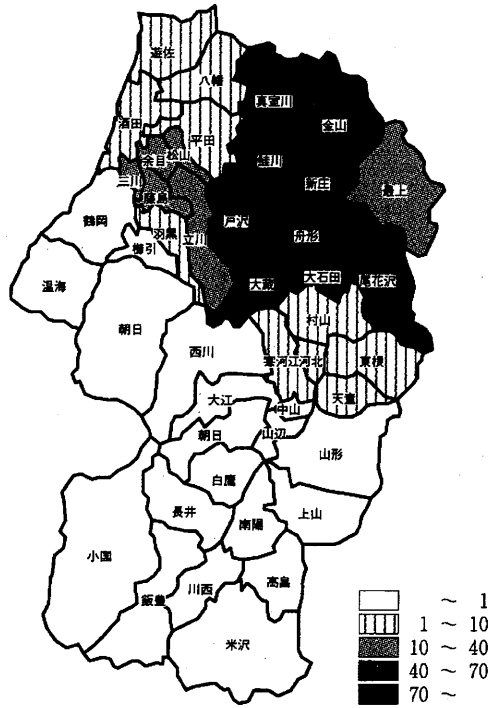 遊佐
八幡
真室川
金山
酒田
平田
松山
余目
鮭川
最上
三川
新庄
藤島
鶴岡
戸沢
羽黒
立川
舟形
櫛引
温海
大蔵
大石田
尾花沢
朝日
村山
西川
寒河江
河北
東根
大江
中山
天童
朝日
山辺
山形
白鷹
長井
南陽
上山
小国
川西
高畠
飯豊
米沢
～ 1
1 ～ 10
10 ～ 40
40 ～ 70
70 ～